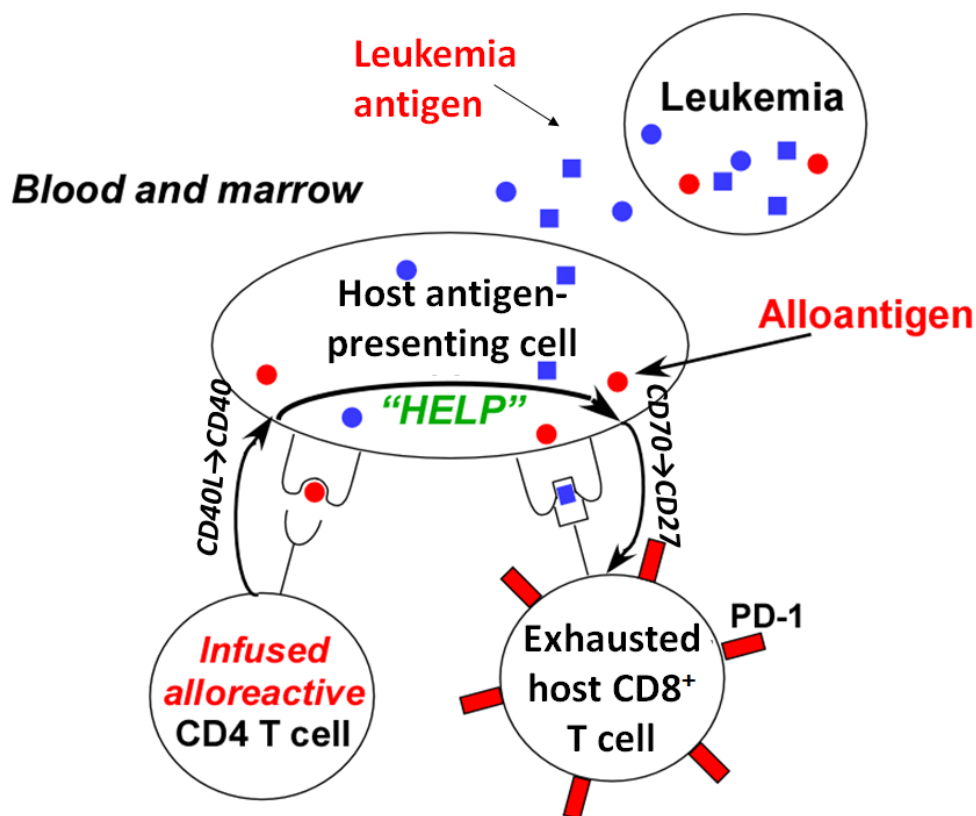 Leukemia
antigen
Leukemia
Blood and marrow
Host antigen-
presenting cell
Alloantigen
"HELP"
CD40L→CD40
CD70→CD27
PD-1
Infused
alloreactive
CD4 T cell
Exhausted
host CD8⁺
T cell